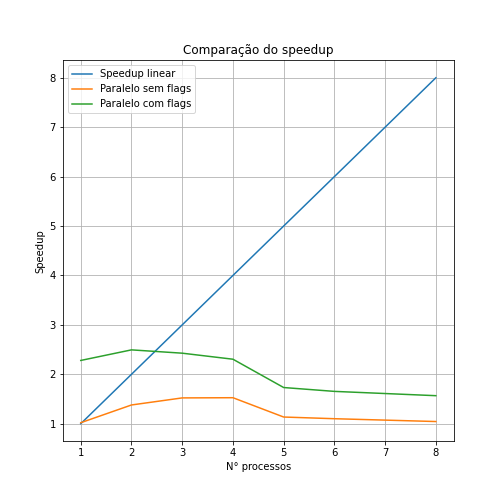 Comparação do speedup
Speedup linear
Paralelo sem flags
Paralelo com flags
8
7
6
5
4
3
2
1
Speedup
1 2 3 4 5 6 7 8
N° processos